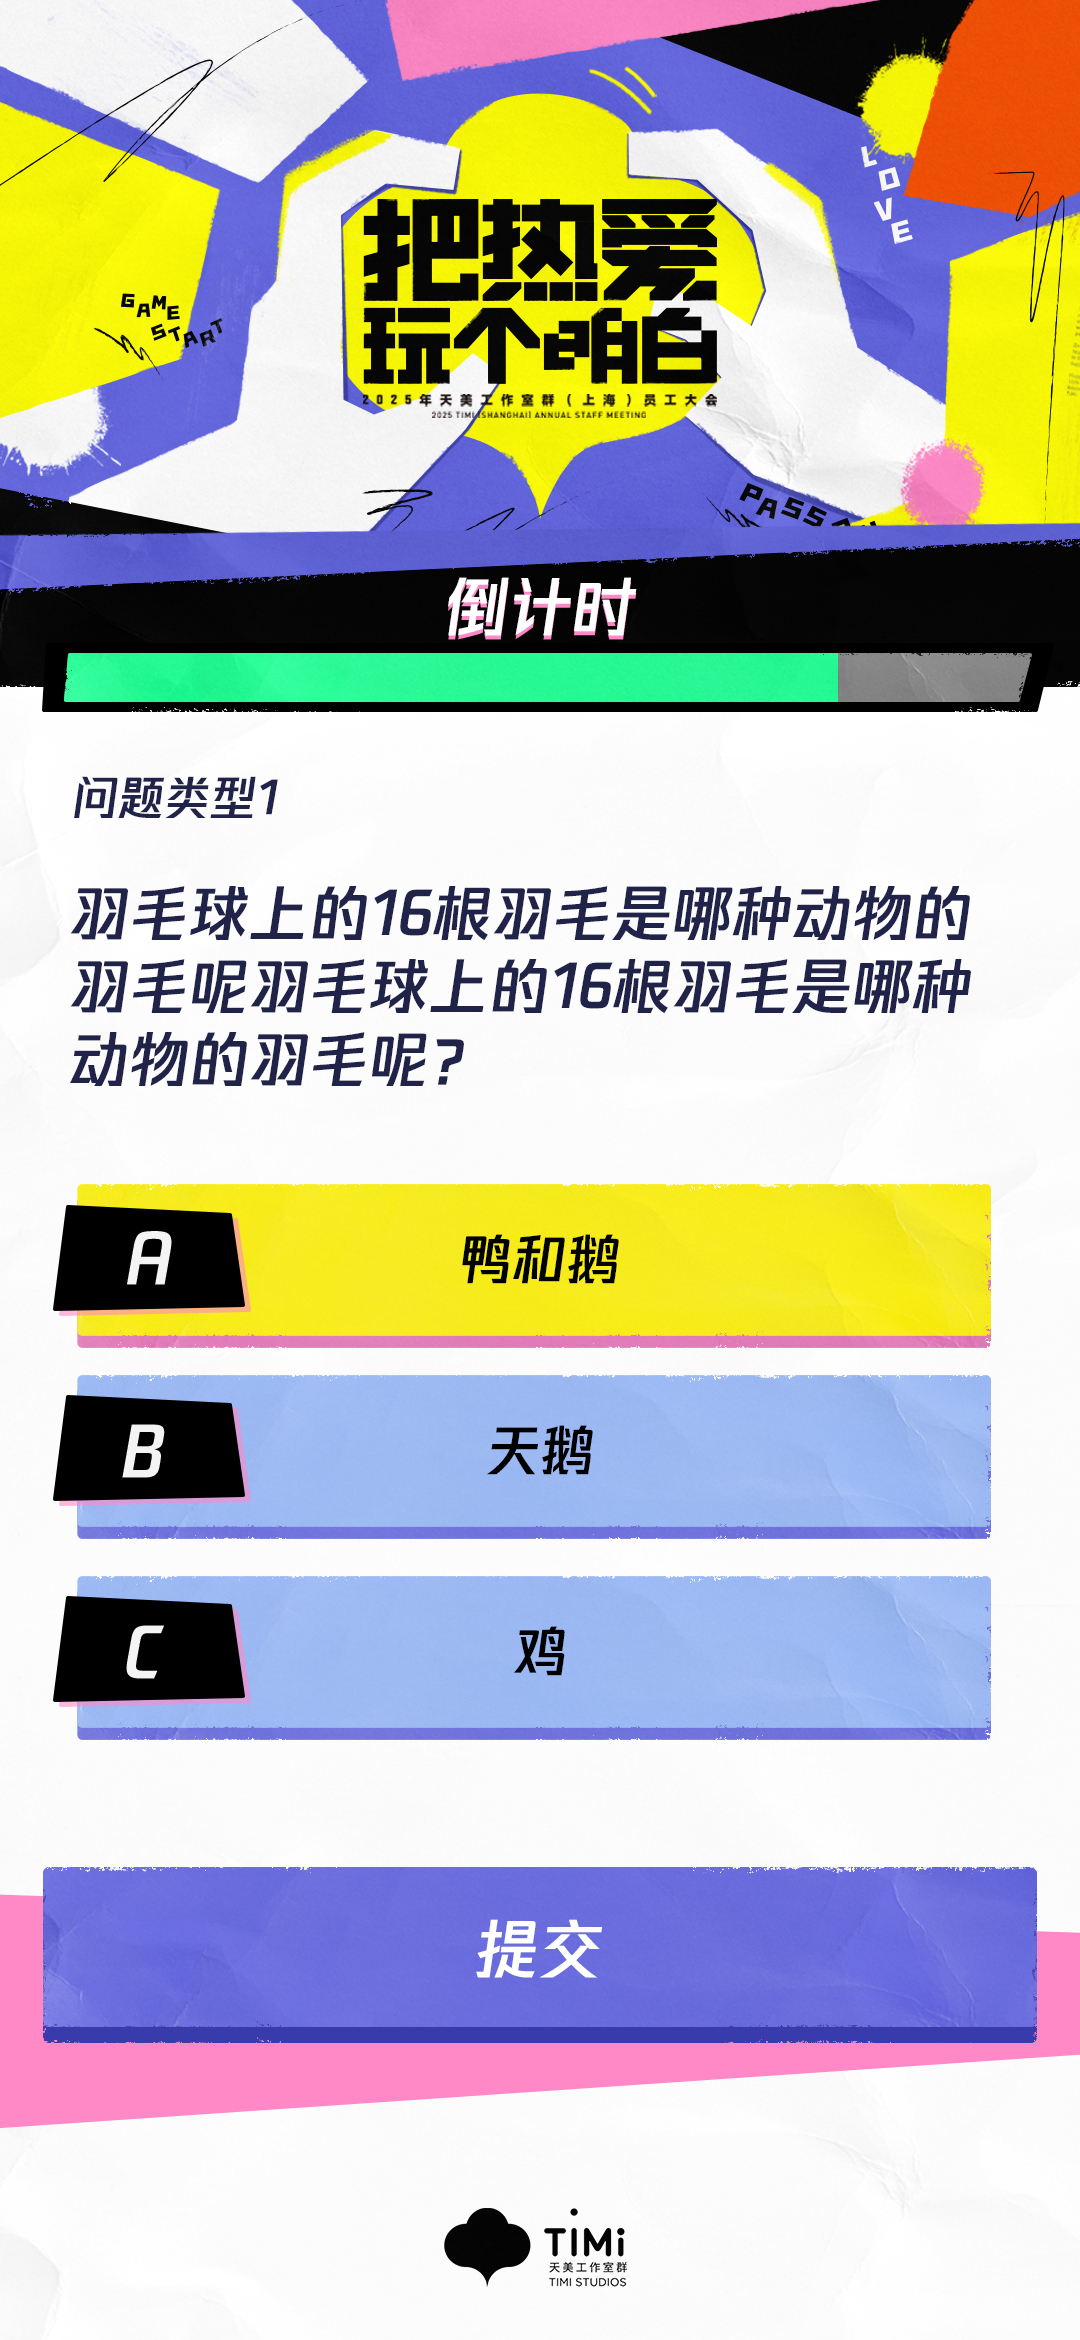 LOVE
GAME
START
把热爱
玩个明白
2025年天美工作室群（上海）员工大会
2025 TIMI (SHANGHAI) ANNUAL STAFF MEETING
倒计时
问题类型1
羽毛球上的16根羽毛是哪种动物的
羽毛呢羽毛球上的16根羽毛是哪种
动物的羽毛呢?
A
鸭和鹅
B
天鹅
C
鸡
提交
TiMi
天美工作室群
TIMI STUDIOS